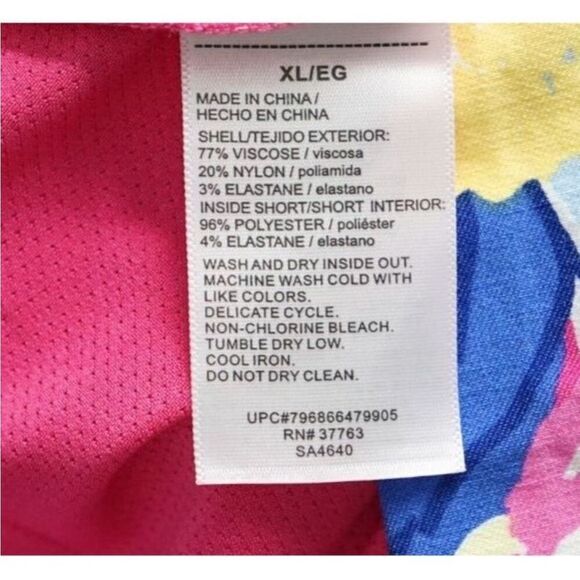 XL/EG
MADE IN CHINA /
HECHO EN CHINA
SHELL/TEJIDO EXTERIOR:
77% VISCOSE / viscosa
20% NYLON / poliamida
3% ELASTANE / elastano
INSIDE SHORT/SHORT INTERIOR:
96% POLYESTER / poliéster
4% ELASTANE / elastano
WASH AND DRY INSIDE OUT.
MACHINE WASH COLD WITH
LIKE COLORS.
DELICATE CYCLE.
NON-CHLORINE BLEACH.
TUMBLE DRY LOW.
COOL IRON.
DO NOT DRY CLEAN.
UPC#796866479905
RN# 37763
SA4640